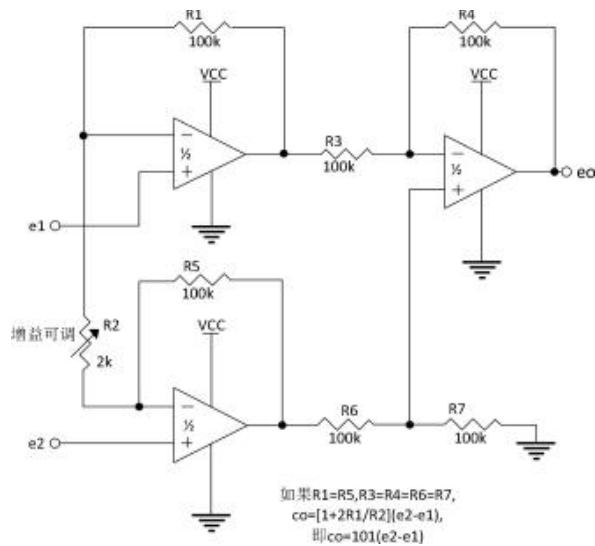 R1
100k
R4
100k
VCC
VCC
−
½
+
R3
100k
−
½
+
eo
e1
R5
100k
增益可调
R2
2k
VCC
−
½
+
e2
R6
100k
R7
100k
如果R1=R5,R3=R4=R6=R7,
co=[1+2R1/R2](e2-e1),
即co=101(e2-e1)